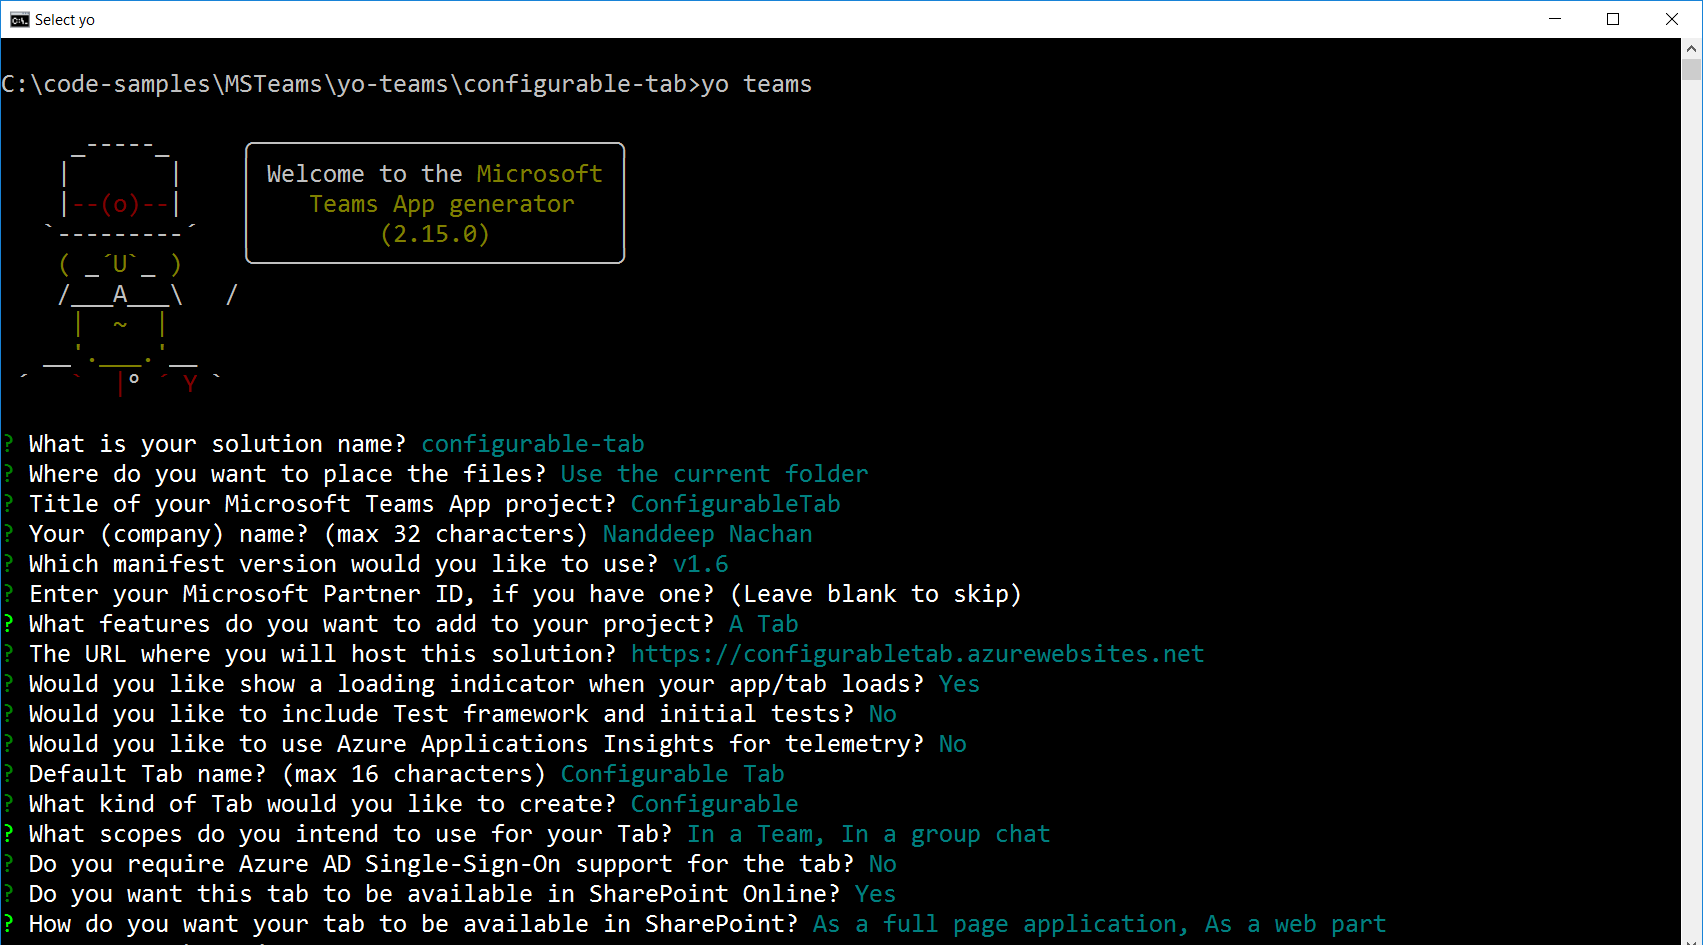 Select yo
C:\code-samples\MSTeams\yo-teams\configurable-tab>yo teams
Welcome to the Microsoft
Teams App generator
(2.15.0)
? What is your solution name? configurable-tab
? Where do you want to place the files? Use the current folder
? Title of your Microsoft Teams App project? ConfigurableTab
? Your (company) name? (max 32 characters) Nanddeep Nachan
? Which manifest version would you like to use? v1.6
? Enter your Microsoft Partner ID, if you have one? (Leave blank to skip)
? What features do you want to add to your project? A Tab
? The URL where you will host this solution? https://configurabletab.azurewebsites.net
? Would you like show a loading indicator when your app/tab loads? Yes
? Would you like to include Test framework and initial tests? No
? Would you like to use Azure Applications Insights for telemetry? No
? Default Tab name? (max 16 characters) Configurable Tab
? What kind of Tab would you like to create? Configurable
? What scopes do you intend to use for your Tab? In a Team, In a group chat
? Do you require Azure AD Single-Sign-On support for the tab? No
? Do you want this tab to be available in SharePoint Online? Yes
? How do you want your tab to be available in SharePoint? As a full page application, As a web part